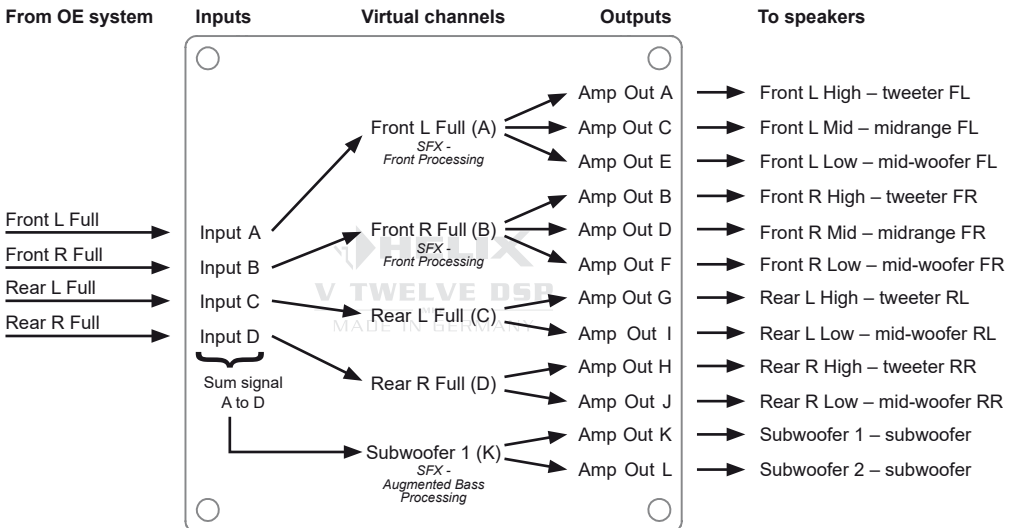 From OE system
Inputs
Virtual channels
Outputs
To speakers
Front L Full
Front R Full
Rear L Full
Rear R Full
Input A
Input B
Input C
Input D
Sum signal
A to D
Front L Full (A)
SFX -
Front Processing
Front R Full (B)
SFX -
Front Processing
Rear L Full (C)
Rear R Full (D)
Subwoofer 1 (K)
SFX -
Augmented Bass
Processing
HELIX
V TWELVE DSP
MADE IN GERMANY
Amp Out A
Amp Out C
Amp Out E
Amp Out B
Amp Out D
Amp Out F
Amp Out G
Amp Out I
Amp Out H
Amp Out J
Amp Out K
Amp Out L
Front L High – tweeter FL
Front L Mid – midrange FL
Front L Low – mid-woofer FL
Front R High – tweeter FR
Front R Mid – midrange FR
Front R Low – mid-woofer FR
Rear L High – tweeter RL
Rear L Low – mid-woofer RL
Rear R High – tweeter RR
Rear R Low – mid-woofer RR
Subwoofer 1 – subwoofer
Subwoofer 2 – subwoofer